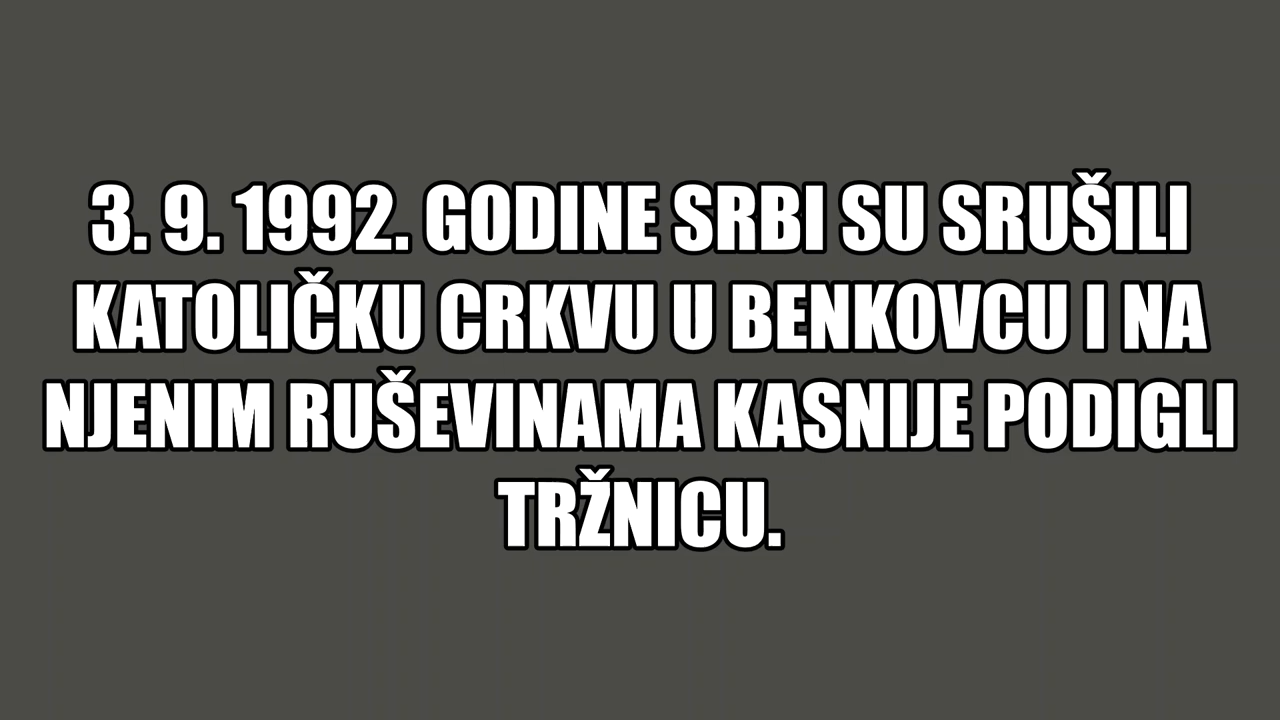 3. 9. 1992. GODINE SRBI SU SRUŠILI
KATOLIČKU CRKVU U BENKOVCU I NA
NJENIM RUŠEVINAMA KASNIJE PODIGLI
TRŽNICU.